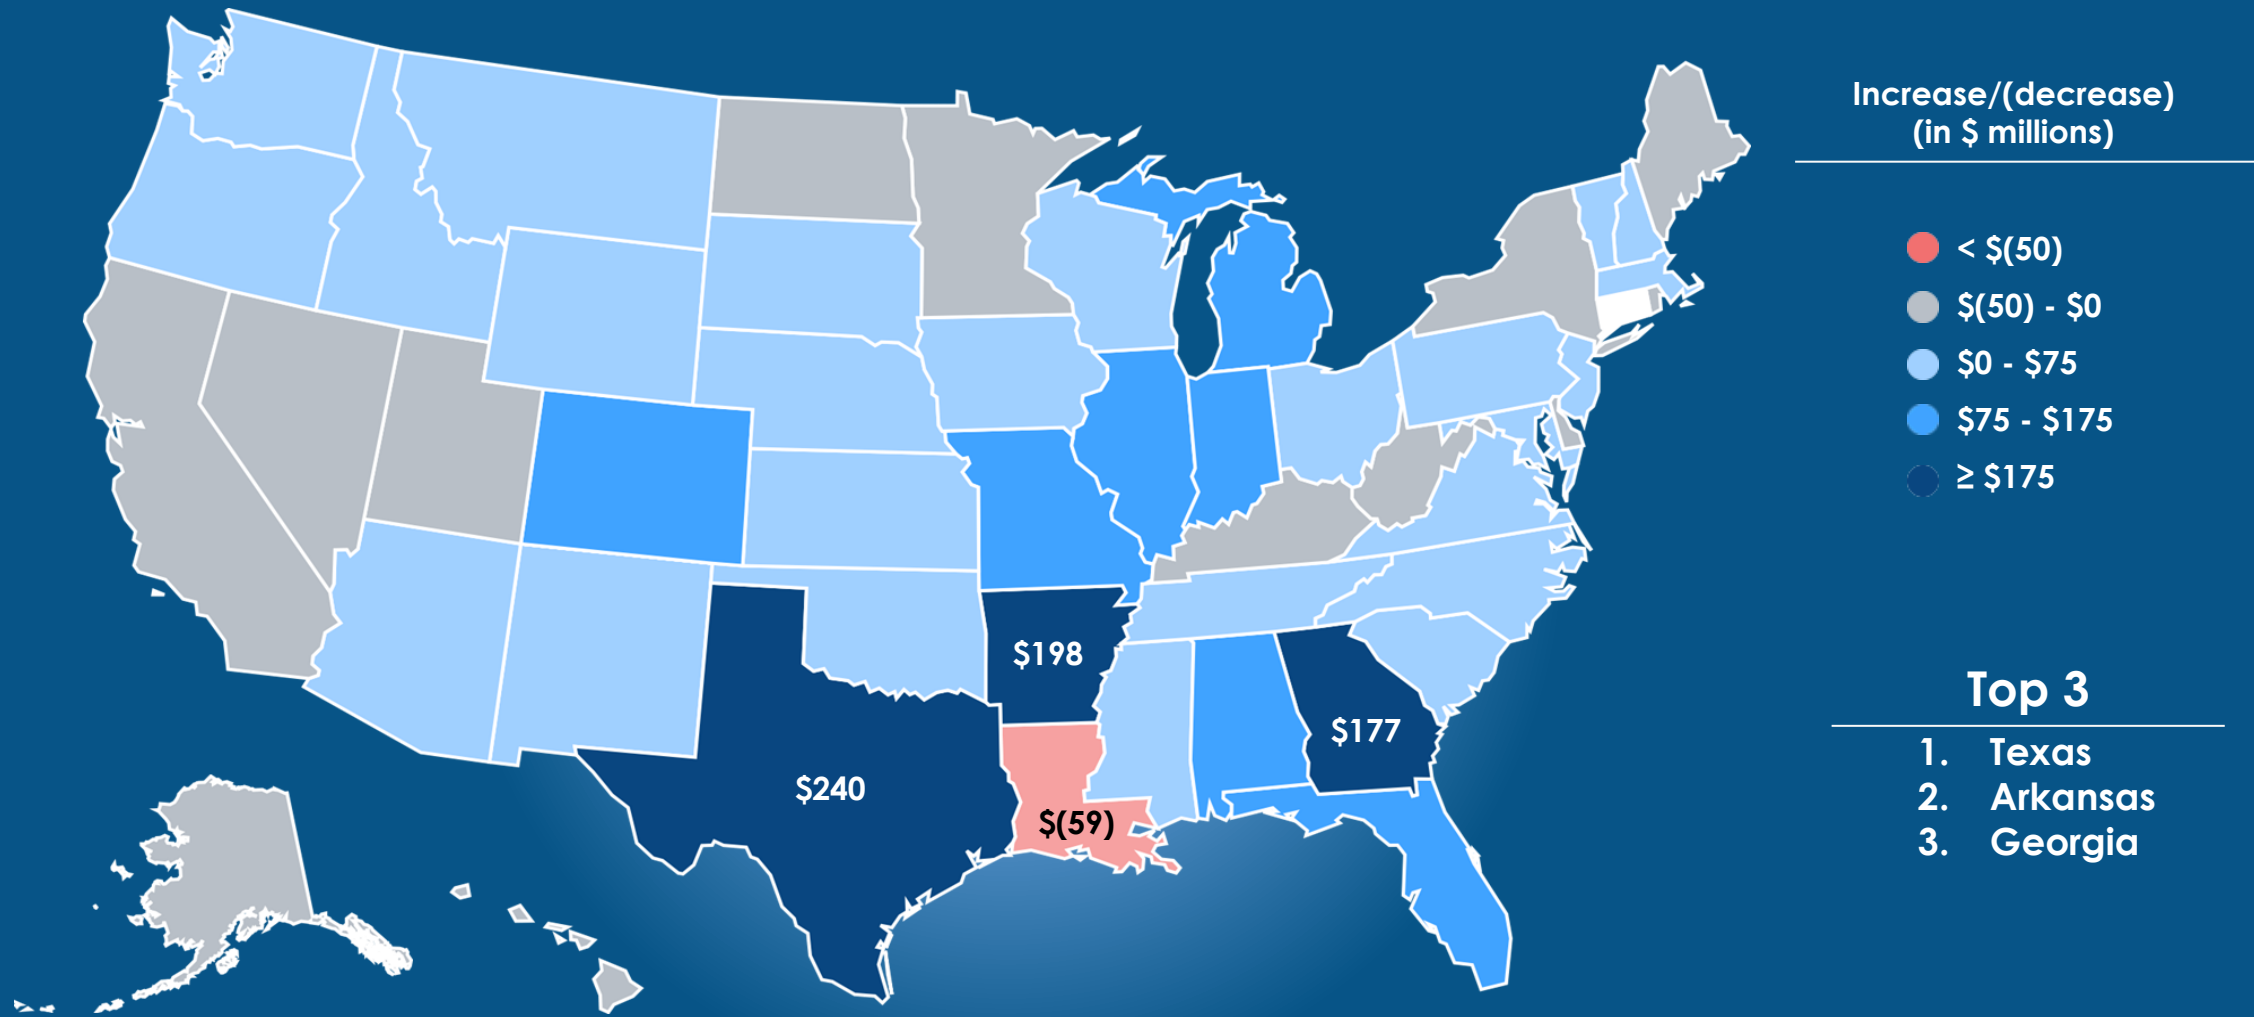 Increase/(decrease)
(in $ millions)
< $(50)
$(50) - $0
$0 - $75
$75 - $175
≥ $175
$198
$177
$240
$(59)
Top 3
1. Texas
2. Arkansas
3. Georgia